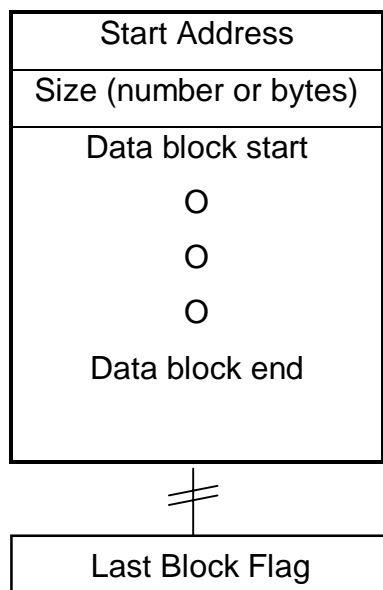 Start Address
Size (number or bytes)
Data block start
O
O
O
Data block end
Last Block Flag